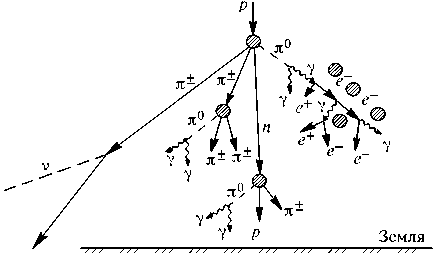 p
π⁰
π± π± γ e⁻
γ e⁺ e⁻
π⁰ γ
n
γ γ π± π± e⁺ e⁻ e⁻ γ
ν
π⁰
γ γ p π±
Земля